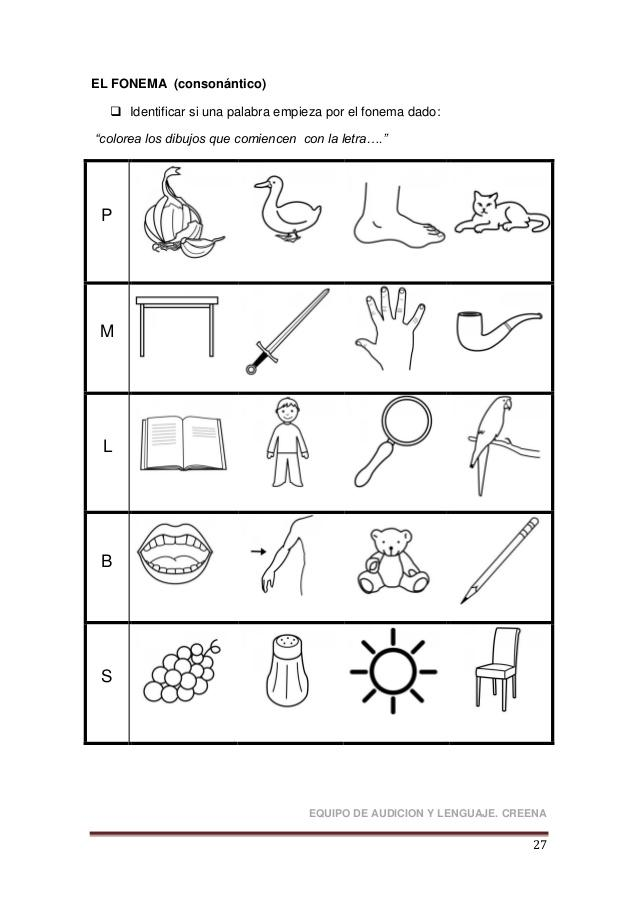 EL FONEMA (consonántico)
❑ Identificar si una palabra empieza por el fonema dado:
“colorea los dibujos que comiencen con la letra….”
P
M
L
B
S
EQUIPO DE AUDICION Y LENGUAJE. CREENA
27